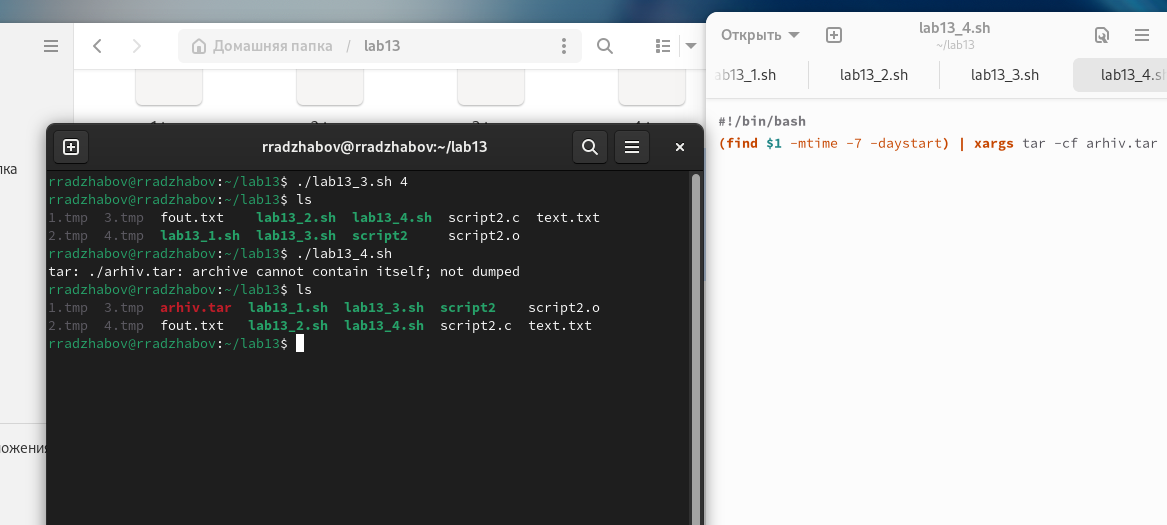 Домашняя папка / lab13
лка
ложения
rradzhabov@rradzhabov:~/lab13
rradzhabov@rradzhabov:~/lab13$ ./lab13_3.sh 4
rradzhabov@rradzhabov:~/lab13$ ls
1.tmp 3.tmp fout.txt lab13_2.sh lab13_4.sh script2.c text.txt
2.tmp 4.tmp lab13_1.sh lab13_3.sh script2 script2.o
rradzhabov@rradzhabov:~/lab13$ ./lab13_4.sh
tar: ./arhiv.tar: archive cannot contain itself; not dumped
rradzhabov@rradzhabov:~/lab13$ ls
1.tmp 3.tmp arhiv.tar lab13_1.sh lab13_3.sh script2 script2.o
2.tmp 4.tmp fout.txt lab13_2.sh lab13_4.sh script2.c text.txt
rradzhabov@rradzhabov:~/lab13$
Открыть
lab13_4.sh
~/lab13
ab13_1.sh lab13_2.sh lab13_3.sh lab13_4.sh
#!/bin/bash
(find $1 -mtime -7 -daystart) | xargs tar -cf arhiv.tar